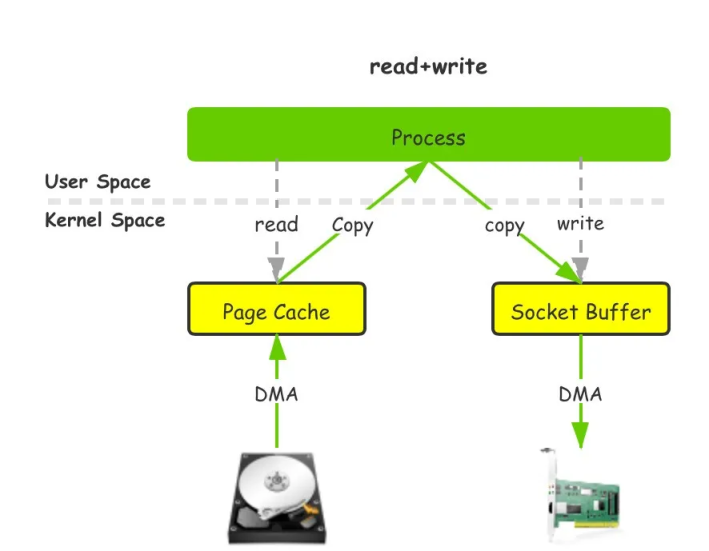 read+write
Process
User Space
Kernel Space
read
Copy
copy
write
Page Cache
Socket Buffer
DMA
DMA